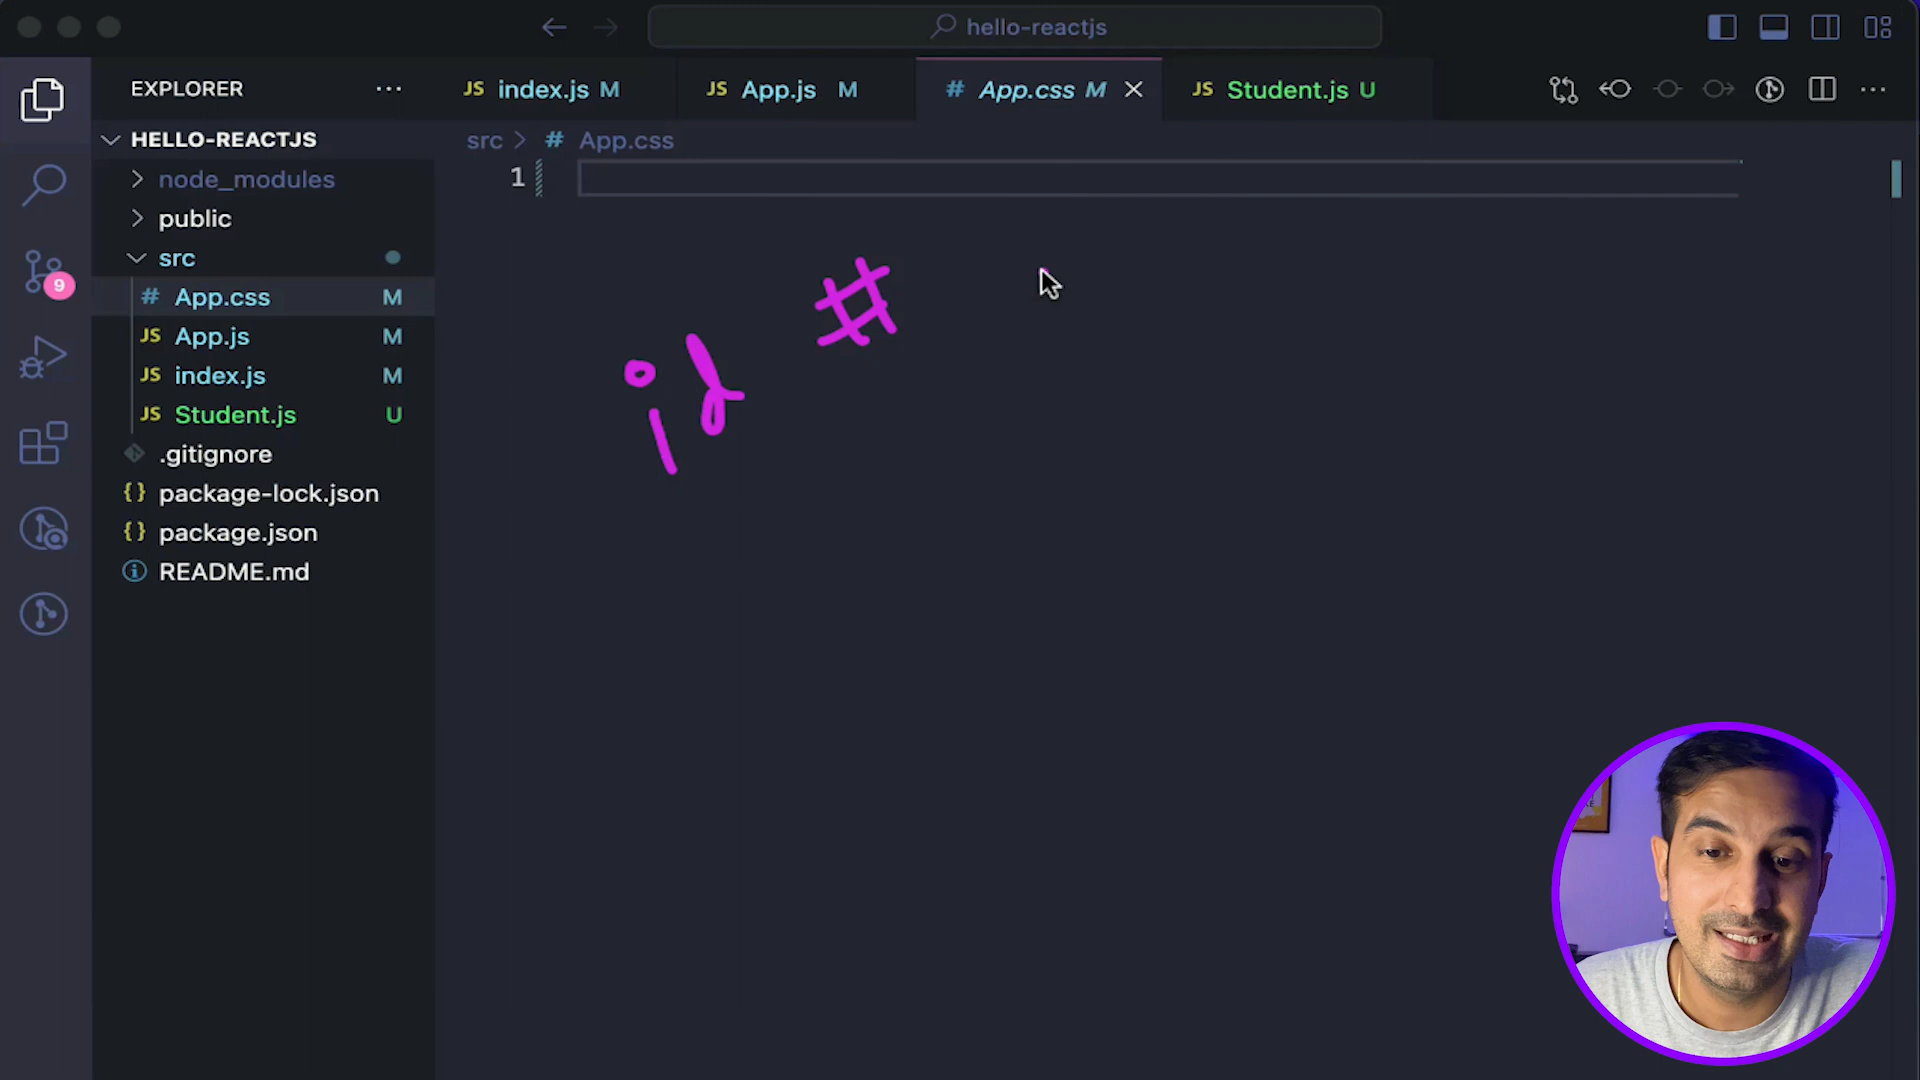 hello-reactjs
EXPLORER ...
JS index.js M JS App.js M # App.css M JS Student.js U
HELLO-REACTJS
src > # App.css
node_modules
1
public
src
# App.css M
JS App.js M
JS index.js M
JS Student.js U
.gitignore
{} package-lock.json
{} package.json
README.md
9
id #